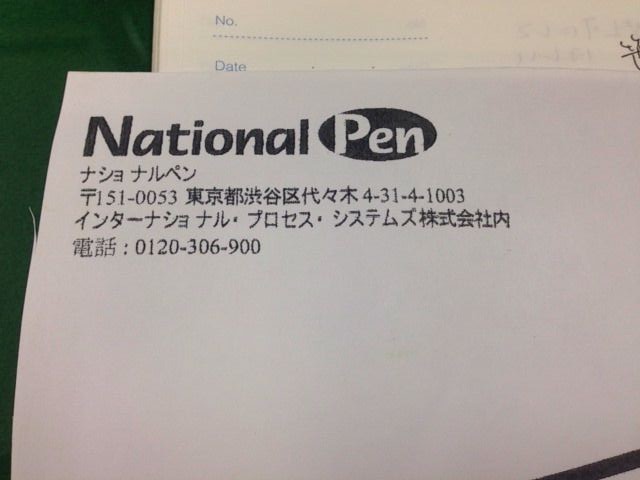 No.
Date
National Pen
ナショナルペン
〒151-0053 東京都渋谷区代々木 4-31-4-1003
インターナショナル・プロセス・システムズ株式会社内
電話 : 0120-306-900